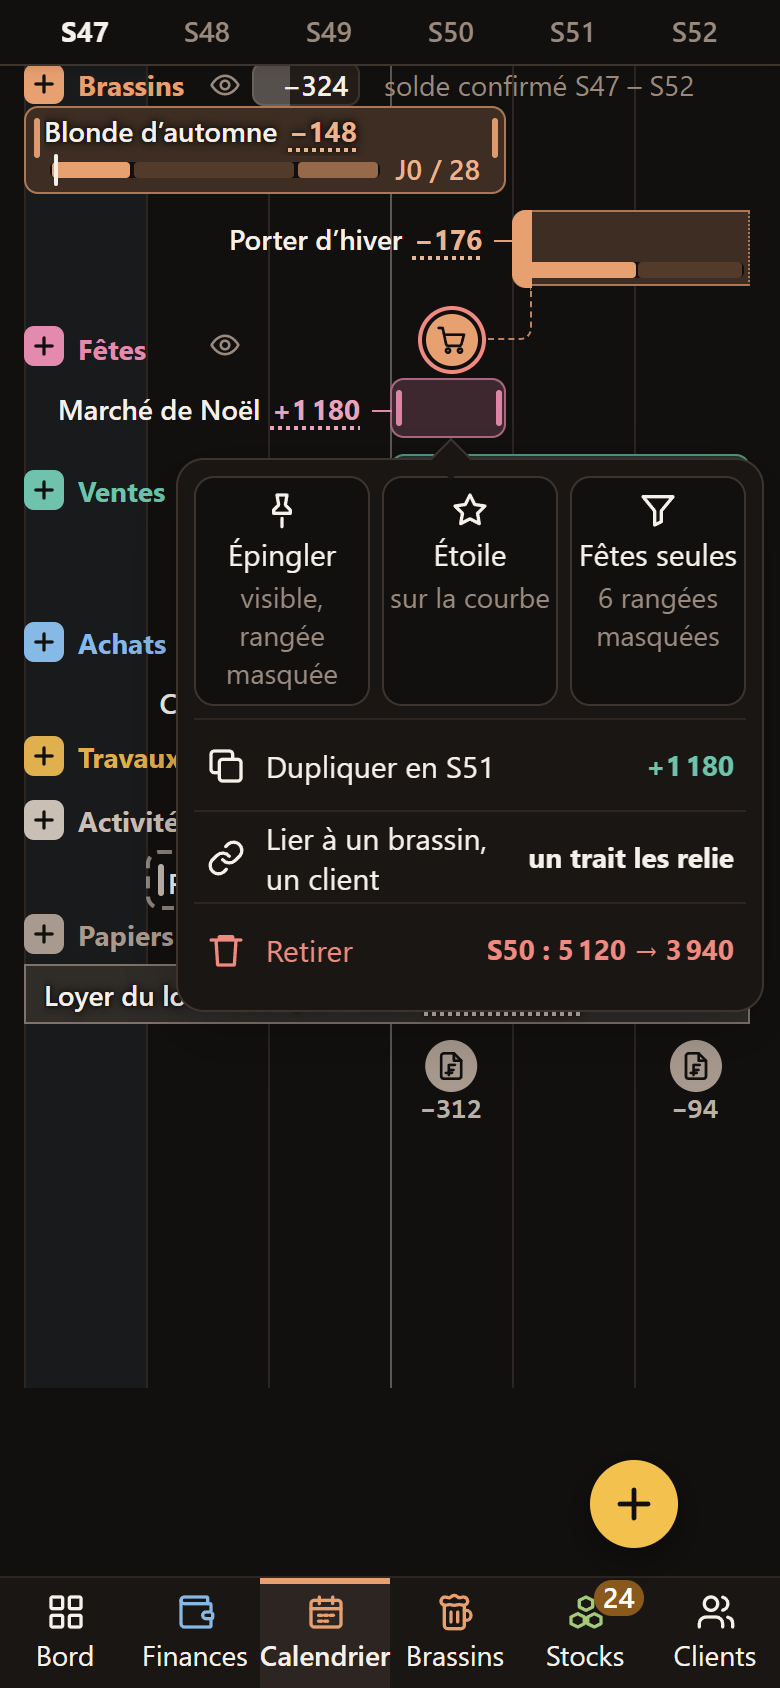 S47 S48 S49 S50 S51 S52
Brassins −324 solde confirmé S47 – S52
Blonde d’automne −148
J0 / 28
Porter d’hiver −176
Fêtes
Marché de Noël +1 180
Ventes
Épingler
visible,
rangée
masquée
Étoile
sur la courbe
Fêtes seules
6 rangées
masquées
Achats
C
Travaux
Dupliquer en S51 +1 180
Activité
Lier à un brassin,
un client
un trait les relie
Papiers
Retirer S50 : 5 120 → 3 940
Loyer du lo
−312 −94
Bord Finances Calendrier Brassins Stocks 24 Clients